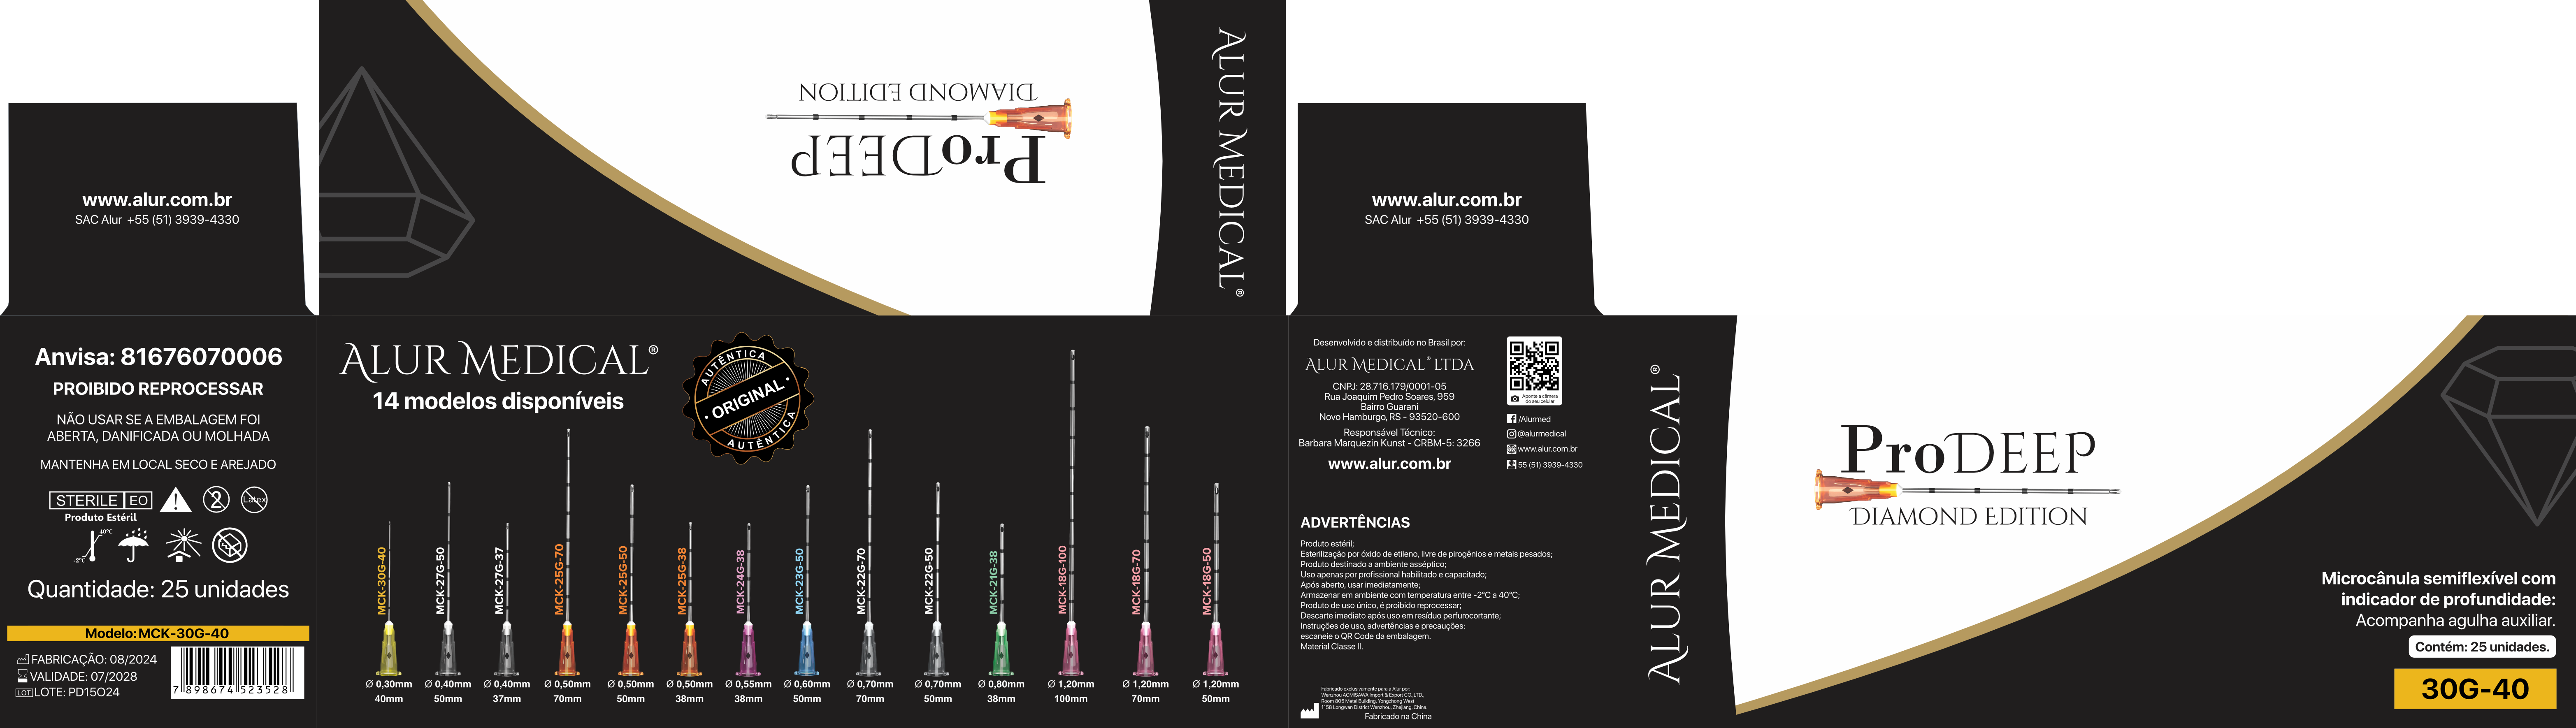 www.alur.com.br
SAC Alur +55 (51) 3939-4330
ProDEEP
DIAMOND EDITION
ALUR MEDICAL®
www.alur.com.br
SAC Alur +55 (51) 3939-4330
Anvisa: 81676070006
PROIBIDO REPROCESSAR
NÃO USAR SE A EMBALAGEM FOI
ABERTA, DANIFICADA OU MOLHADA
MANTENHA EM LOCAL SECO E AREJADO
STERILE EO
Produto Estéril
2
Latex
-2°C
40°C
Quantidade: 25 unidades
Modelo: MCK-30G-40
FABRICAÇÃO: 08/2024
VALIDADE: 07/2028
LOT LOTE: PD15O24
7 898674 523528
ALUR MEDICAL®
14 modelos disponíveis
AUTÊNTICA
• ORIGINAL •
AUTÊNTICA
MCK-30G-40
MCK-27G-50
MCK-27G-37
MCK-25G-70
MCK-25G-50
MCK-25G-38
MCK-24G-38
MCK-23G-50
MCK-22G-70
MCK-22G-50
MCK-21G-38
MCK-18G-100
MCK-18G-70
MCK-18G-50
Ø 0,30mm Ø 0,40mm Ø 0,40mm Ø 0,50mm Ø 0,50mm Ø 0,50mm Ø 0,55mm Ø 0,60mm Ø 0,70mm Ø 0,70mm Ø 0,80mm Ø 1,20mm Ø 1,20mm Ø 1,20mm
40mm 50mm 37mm 70mm 50mm 38mm 38mm 50mm 70mm 50mm 38mm 100mm 70mm 50mm
Desenvolvido e distribuído no Brasil por:
ALUR MEDICAL® LTDA
CNPJ: 28.716.179/0001-05
Rua Joaquim Pedro Soares, 959
Bairro Guarani
Novo Hamburgo, RS - 93520-600
Responsável Técnico:
Barbara Marquezin Kunst - CRBM-5: 3266
www.alur.com.br
Aponte a câmera
do seu celular
/Alurmed
@alurmedical
www.alur.com.br
55 (51) 3939-4330
ADVERTÊNCIAS
Produto estéril;
Esterilização por óxido de etileno, livre de pirogênios e metais pesados;
Produto destinado a ambiente asséptico;
Uso apenas por profissional habilitado e capacitado;
Após aberto, usar imediatamente;
Armazenar em ambiente com temperatura entre -2°C a 40°C;
Produto de uso único, é proibido reprocessar;
Descarte imediato após uso em resíduo perfurocortante;
Instruções de uso, advertências e precauções:
escaneie o QR Code da embalagem.
Material Classe II.
Fabricado exclusivamente para a Alur por:
Wenzhou ACMISAWA Import & Export CO.,LTD.,
Room 805 Metal Building, Yongzhong West
1158 Longwan District Wenzhou, Zhejiang, China.
Fabricado na China
ALUR MEDICAL®
ProDEEP
DIAMOND EDITION
Microcânula semiflexível com
indicador de profundidade:
Acompanha agulha auxiliar.
Contém: 25 unidades.
30G-40